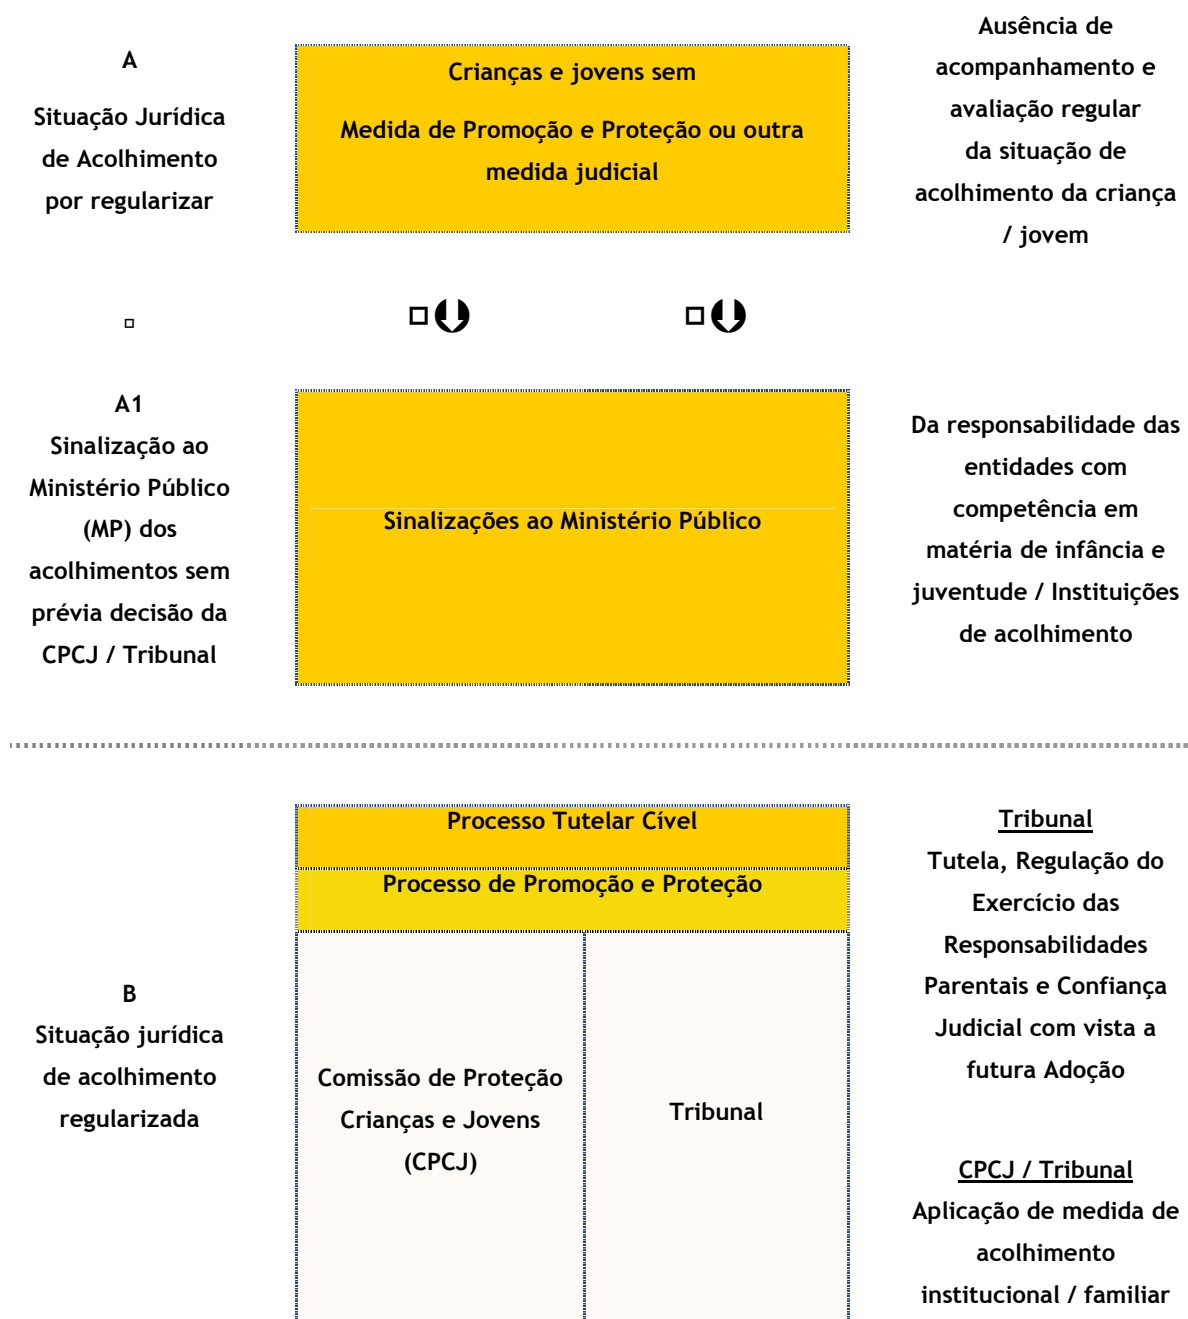 A
Situação Jurídica
de Acolhimento
por regularizar
Crianças e jovens sem
Medida de Promoção e Proteção ou outra
medida judicial
Ausência de
acompanhamento e
avaliação regular
da situação de
acolhimento da criança
/ jovem
A1
Sinalização ao
Ministério Público
(MP) dos
acolhimentos sem
prévia decisão da
CPCJ / Tribunal
Sinalizações ao Ministério Público
Da responsabilidade das
entidades com
competência em
matéria de infância e
juventude / Instituições
de acolhimento
B
Situação jurídica
de acolhimento
regularizada
Processo Tutelar Cível
Processo de Promoção e Proteção
Comissão de Proteção
Crianças e Jovens
(CPCJ)
Tribunal
Tribunal
Tutela, Regulação do
Exercício das
Responsabilidades
Parentais e Confiança
Judicial com vista a
futura Adoção
CPCJ / Tribunal
Aplicação de medida de
acolhimento
institucional / familiar